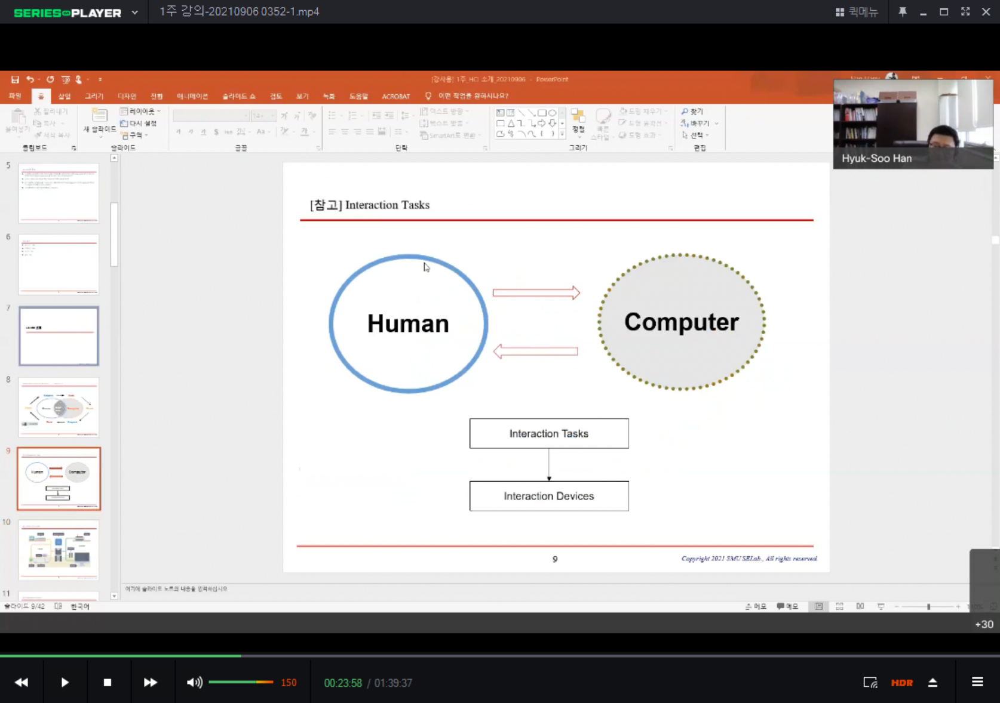 SERIES on PLAYER
1주 강의-20210906 0352-1.mp4
퀵메뉴
[강사용] 1주_HCI 소개_20210906 - PowerPoint
파일 홈 삽입 그리기 디자인 전환 애니메이션 슬라이드 쇼 검토 보기 녹화 도움말 ACROBAT 어떤 작업을 원하시나요?
붙여넣기
잘라내기
복사
서식 복사
클립보드
새 슬라이드
레이아웃
다시 설정
구역
슬라이드
글꼴
텍스트 방향
텍스트 맞춤
SmartArt로 변환
단락
정렬
빠른 스타일
도형 채우기
도형 윤곽선
도형 효과
그리기
찾기
바꾸기
선택
편집
Hyuk-Soo Han
5
6
7
8
9
Human
Computer
10
11
[참고] Interaction Tasks
Human
Computer
Interaction Tasks
Interaction Devices
9
Copyright 2021 SMU SELab., All rights reserved.
여기에 슬라이드 노트의 내용을 입력하십시오
슬라이드 9/42 한국어
메모 메모
+30
150
00:23:58 / 01:39:37
HDR